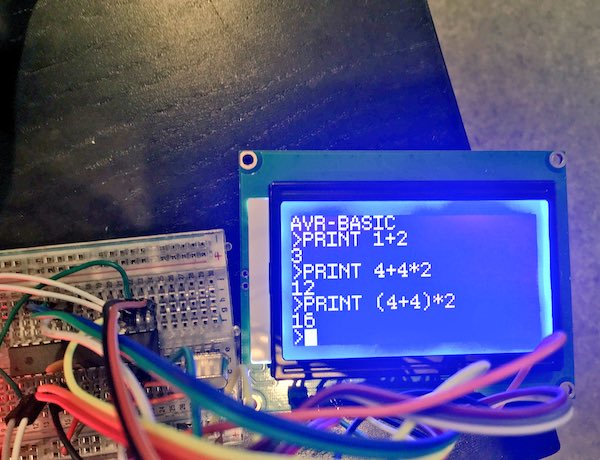 AVR-BASIC
>PRINT 1+2
3
>PRINT 4+4*2
12
>PRINT (4+4)*2
16
>